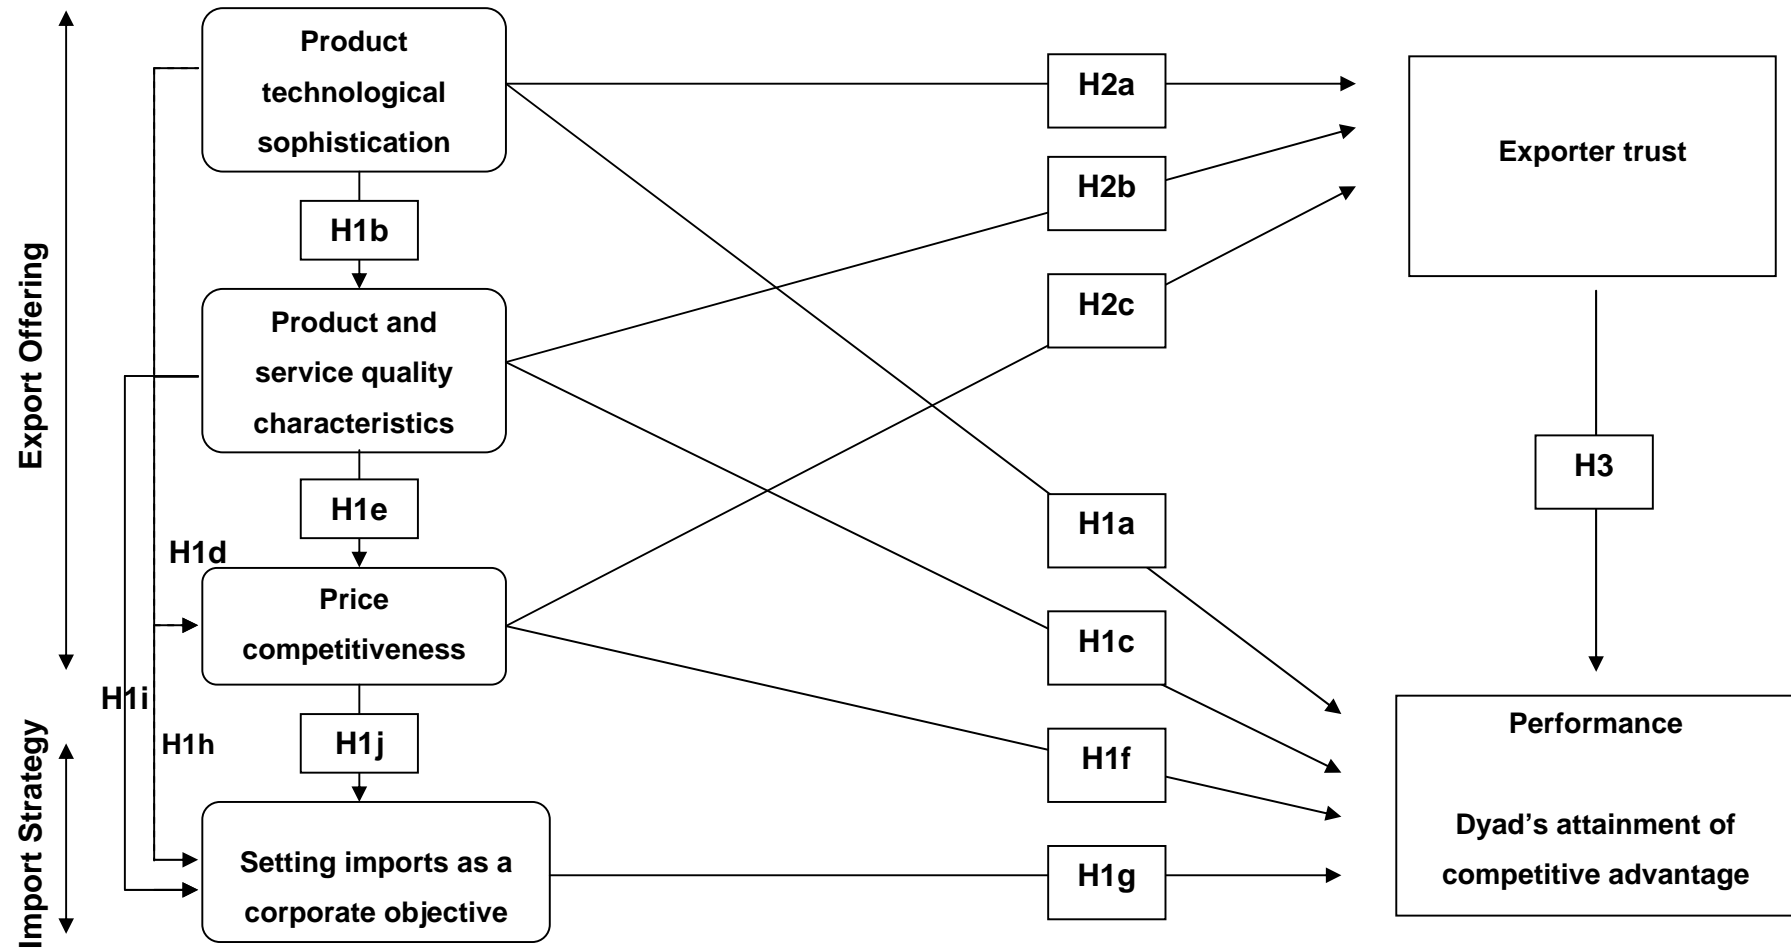 Export Offering
Import Strategy
Product
technological
sophistication
H1b
Product and
service quality
characteristics
H1e
H1d
Price
competitiveness
H1i
H1h
H1j
Setting imports as a
corporate objective
H2a
H2b
H2c
H1a
H1c
H1f
H1g
Exporter trust
H3
Performance
Dyad’s attainment of
competitive advantage